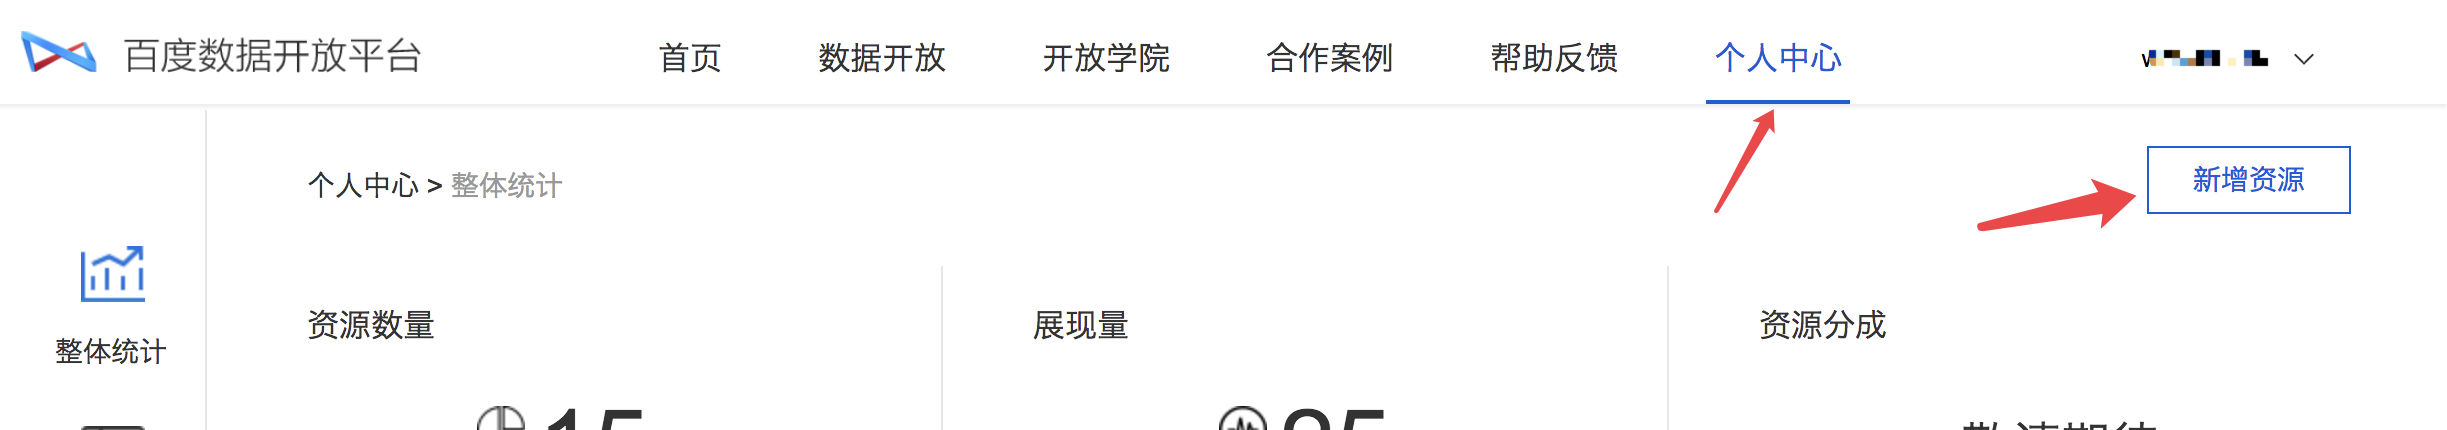 百度数据开放平台 首页 数据开放 开放学院 合作案例 帮助反馈 个人中心
个人中心 > 整体统计 新增资源
资源数量 展现量 资源分成
整体统计